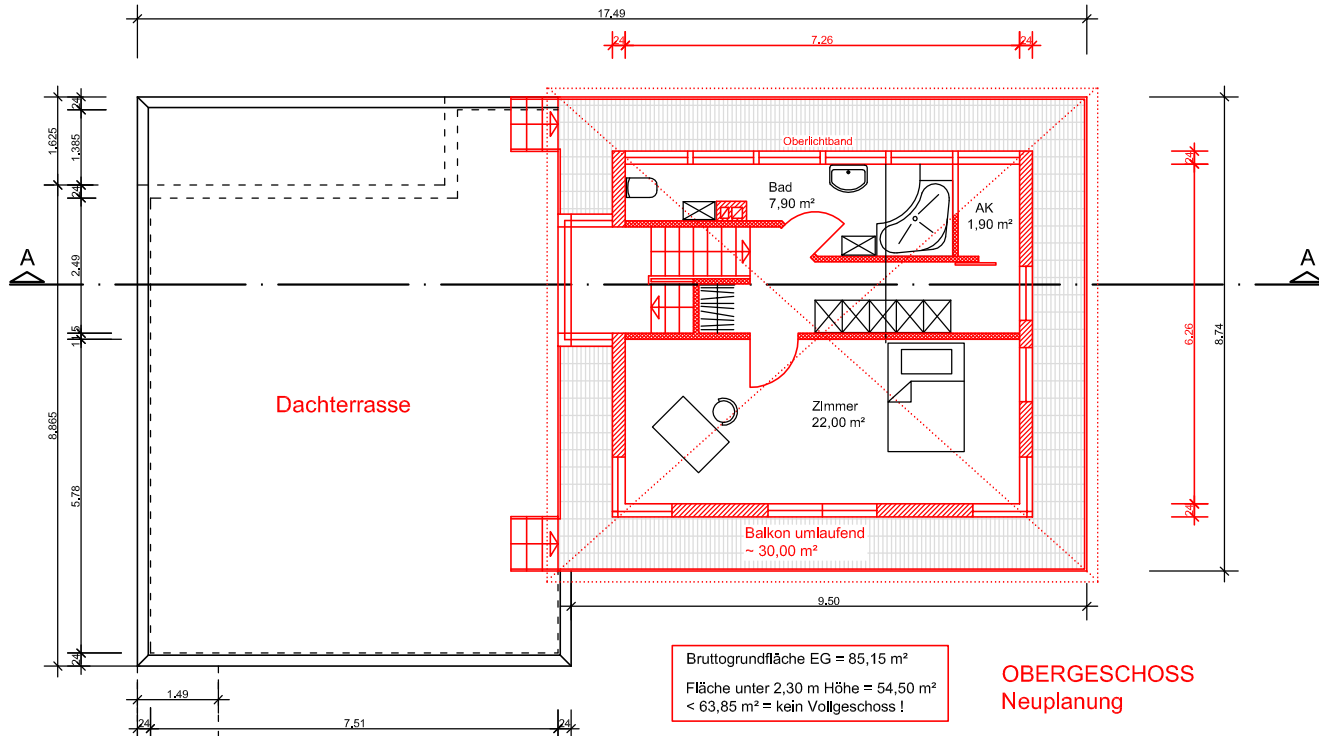 17.49
24
7.26
24
Oberlichtband
24
1.385
1.625
24
2.49
1.15
8.865
5.78
24
Bad
7,90 m²
AK
1,90 m²
A
A
24
6.26
8.74
24
Dachterrasse
ZImmer
22,00 m²
Balkon umlaufend
~ 30,00 m²
9.50
1.49
24
7.51
24
Bruttogrundfläche EG = 85,15 m²
Fläche unter 2,30 m Höhe = 54,50 m²
< 63,85 m² = kein Vollgeschoss !
OBERGESCHOSS
Neuplanung